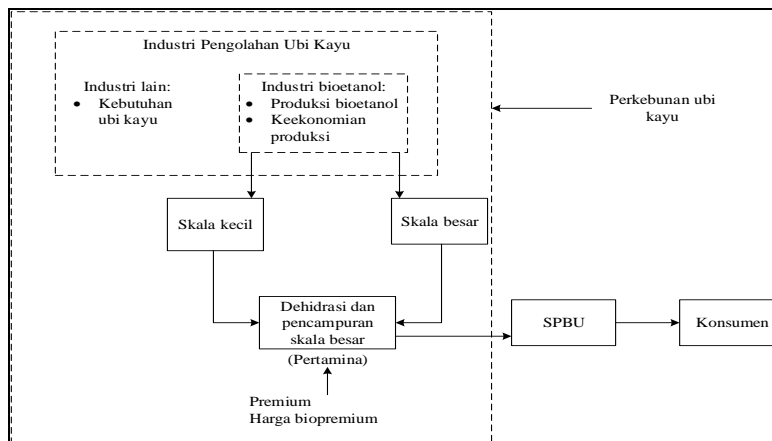 Industri Pengolahan Ubi Kayu
Industri lain:
• Kebutuhan
ubi kayu
Industri bioetanol:
• Produksi bioetanol
• Keekonomian
produksi
Perkebunan ubi
kayu
Skala kecil
Skala besar
Dehidrasi dan
pencampuran
skala besar
(Pertamina)
SPBU
Konsumen
Premium
Harga biopremium